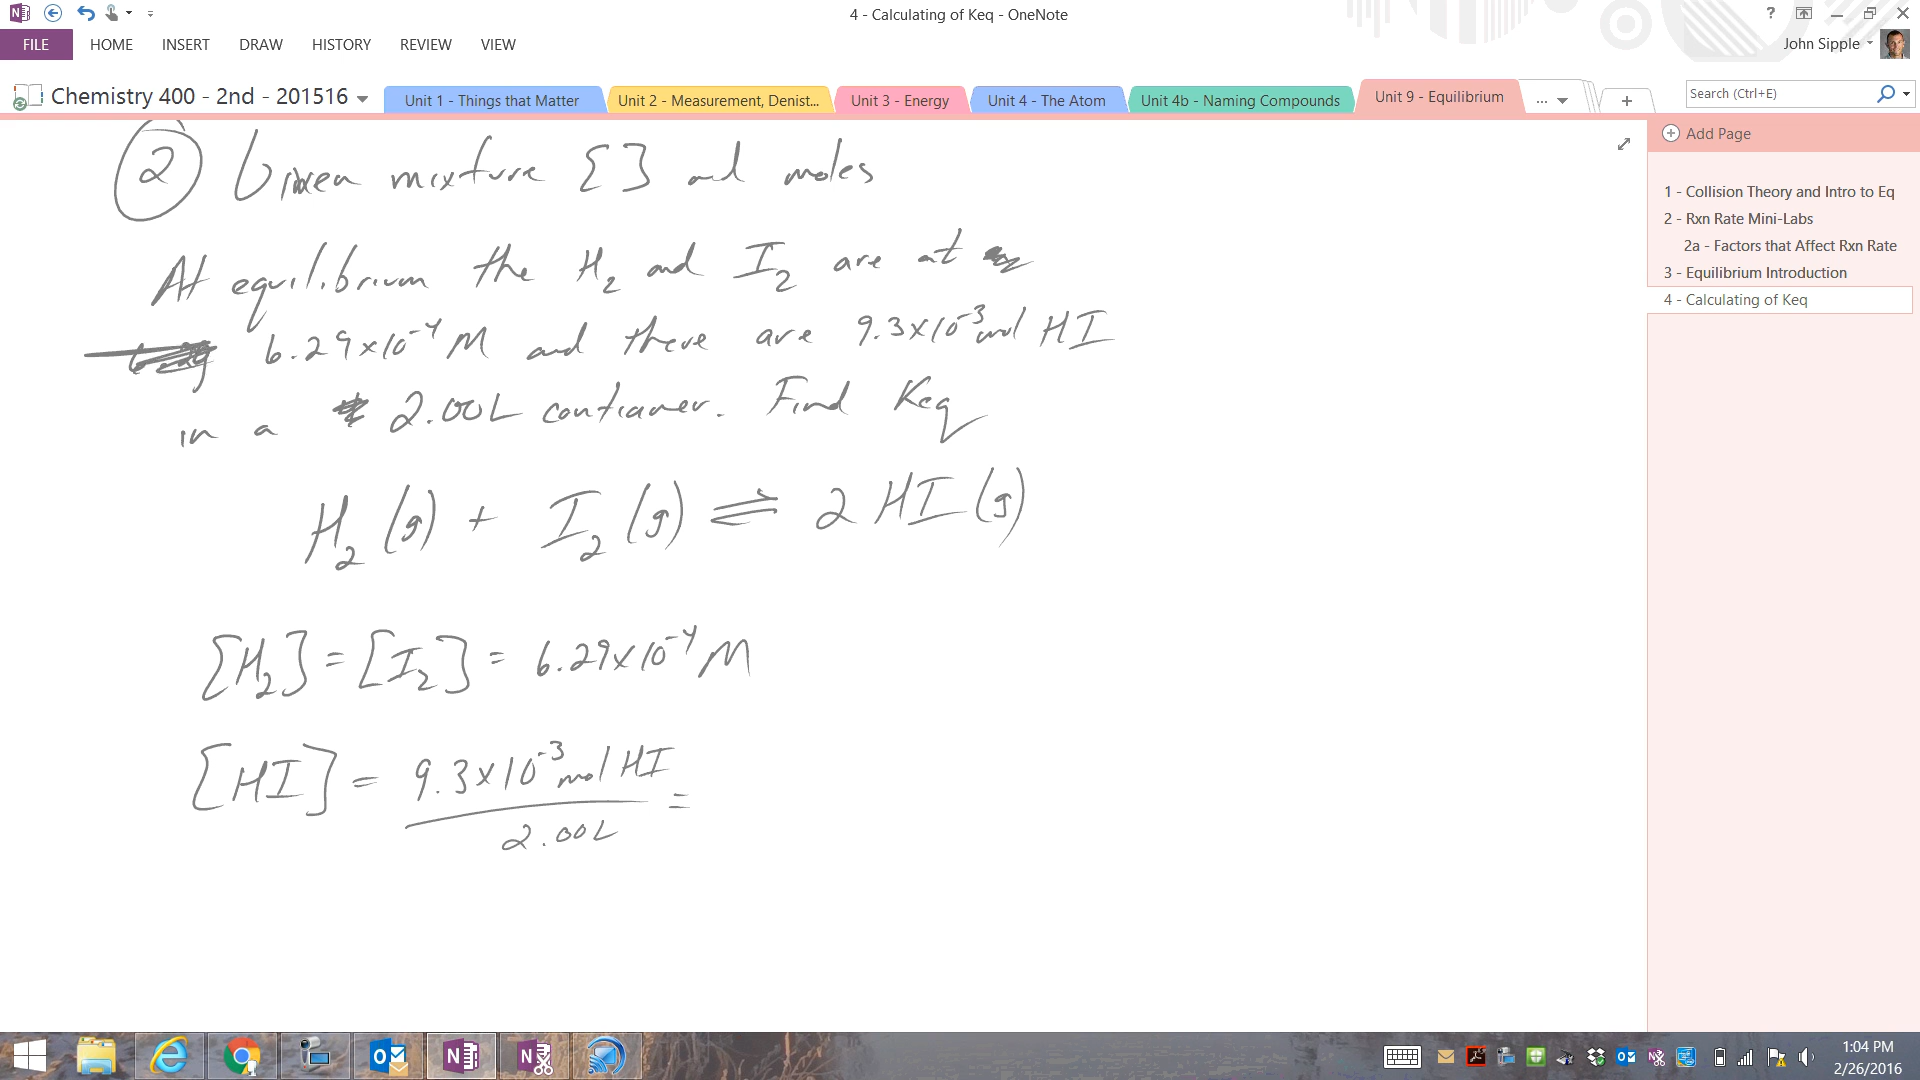 4 - Calculating of Keq - OneNote
?
FILE HOME INSERT DRAW HISTORY REVIEW VIEW
John Sipple
Chemistry 400 - 2nd - 201516
Unit 1 - Things that Matter
Unit 2 - Measurement, Denist...
Unit 3 - Energy
Unit 4 - The Atom
Unit 4b - Naming Compounds
Unit 9 - Equilibrium
...
+
Search (Ctrl+E)
Add Page
1 - Collision Theory and Intro to Eq
2 - Rxn Rate Mini-Labs
2a - Factors that Affect Rxn Rate
3 - Equilibrium Introduction
4 - Calculating of Keq
② Given mixture [ ] and moles
At equilibrium the H₂ and I₂ are at
6.29x10⁻⁴ M and there are 9.3x10⁻³ mol HI
in a 2.00L contianer. Find Keq
H₂(g) + I₂(g) ⇌ 2 HI(g)
[H₂] = [I₂] = 6.29x10⁻⁴ M
[HI] = 9.3x10⁻³ mol HI =
2.00L
1:04 PM
2/26/2016